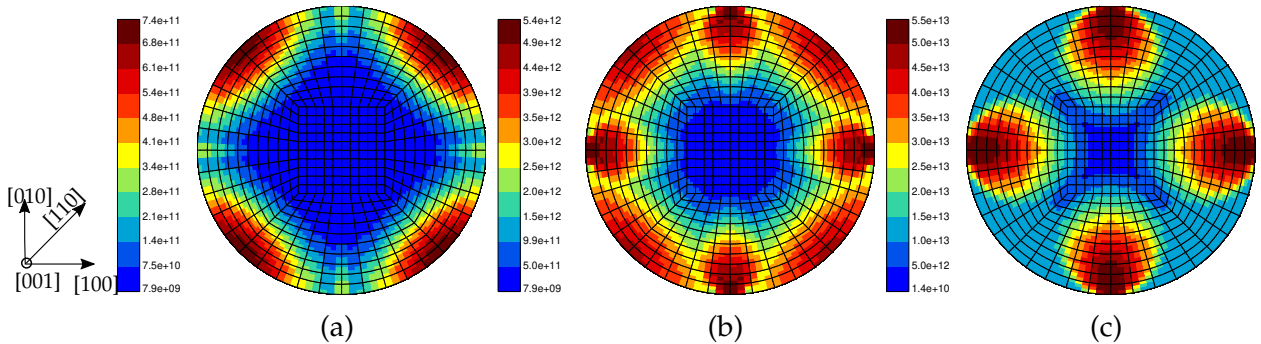 7.4e+11
6.8e+11
6.1e+11
5.4e+11
4.8e+11
4.1e+11
3.4e+11
2.8e+11
2.1e+11
1.4e+11
7.5e+10
7.9e+09
5.4e+12
4.9e+12
4.4e+12
3.9e+12
3.5e+12
3.0e+12
2.5e+12
2.0e+12
1.5e+12
9.9e+11
5.0e+11
7.9e+09
5.5e+13
5.0e+13
4.5e+13
4.0e+13
3.5e+13
3.0e+13
2.5e+13
2.0e+13
1.5e+13
1.0e+13
5.0e+12
1.4e+10
[010]
[110]
[001]
[100]
(a)
(b)
(c)